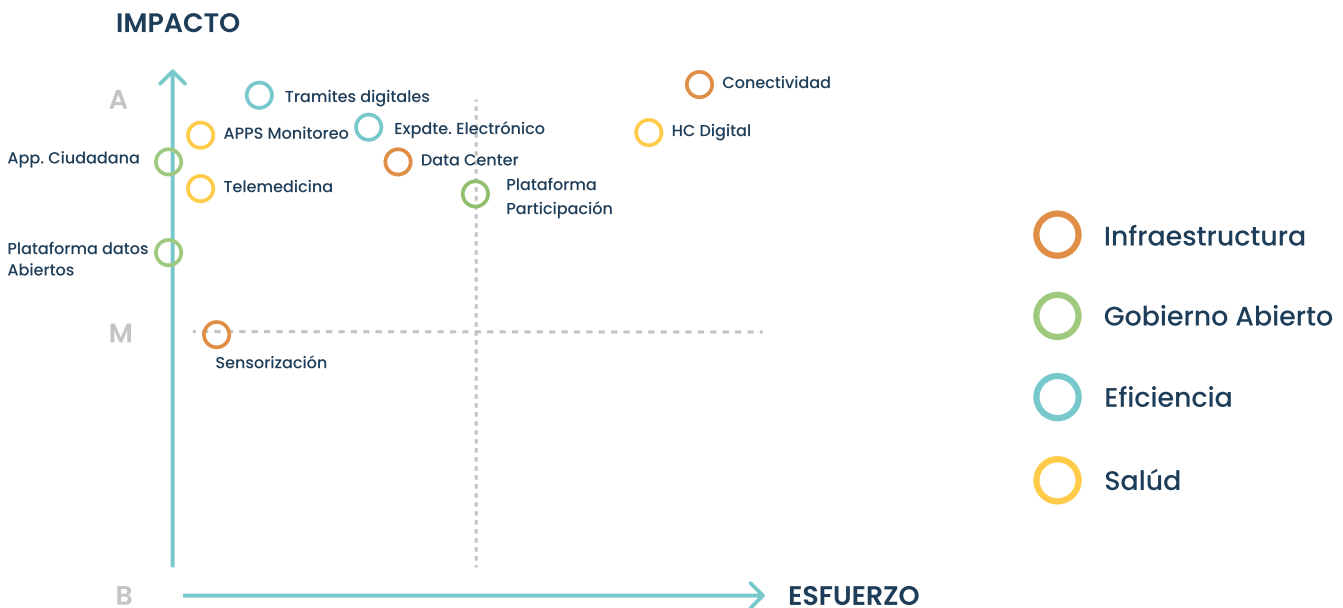 IMPACTO
A
Tramites digitales
Conectividad
APPS Monitoreo
Expdte. Electrónico
HC Digital
App. Ciudadana
Data Center
Telemedicina
Plataforma
Participación
Plataforma datos
Abiertos
M
Sensorización
B
ESFUERZO
Infraestructura
Gobierno Abierto
Eficiencia
Salúd